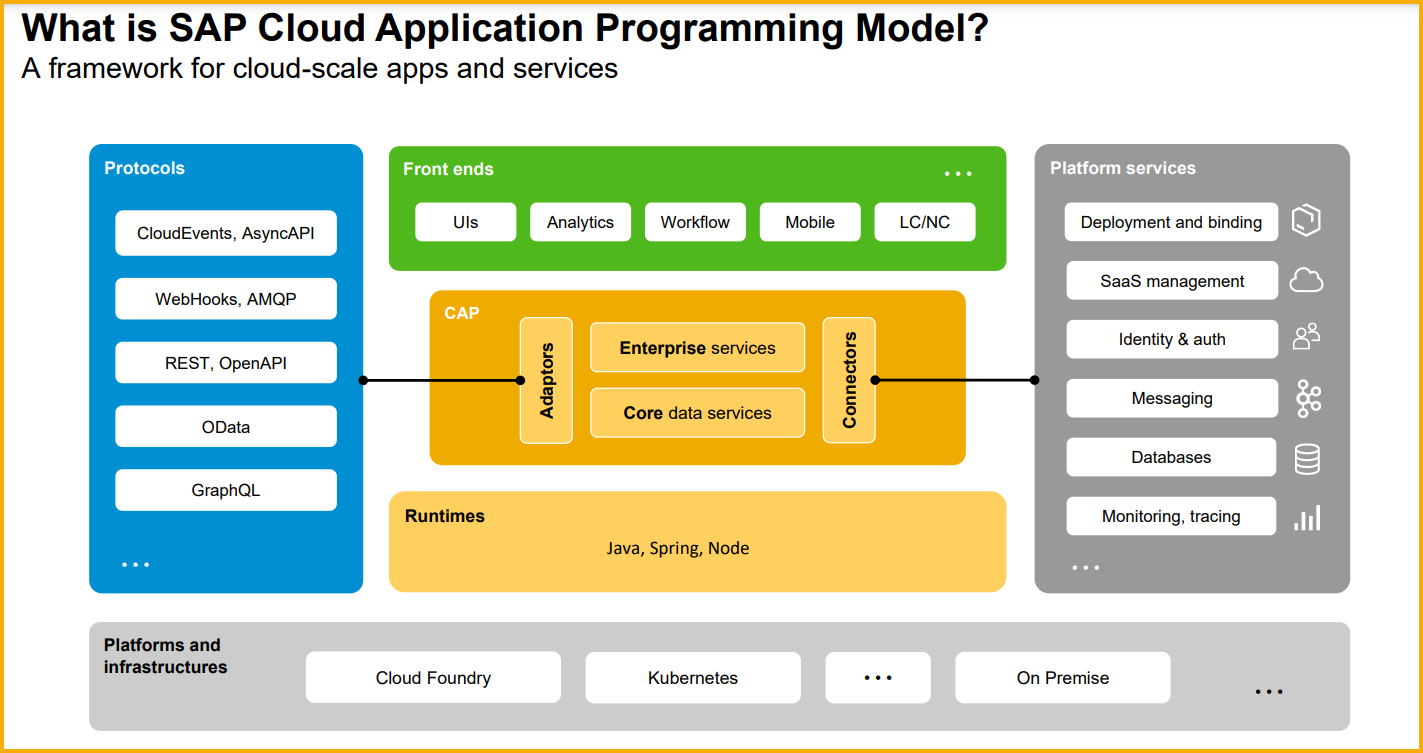 What is SAP Cloud Application Programming Model?
A framework for cloud-scale apps and services
Protocols
CloudEvents, AsyncAPI
WebHooks, AMQP
REST, OpenAPI
OData
GraphQL
...
Front ends
...
UIs
Analytics
Workflow
Mobile
LC/NC
CAP
Adaptors
Enterprise services
Core data services
Connectors
Runtimes
Java, Spring, Node
Platform services
Deployment and binding
SaaS management
Identity & auth
Messaging
Databases
Monitoring, tracing
...
Platforms and
infrastructures
Cloud Foundry
Kubernetes
...
On Premise
...